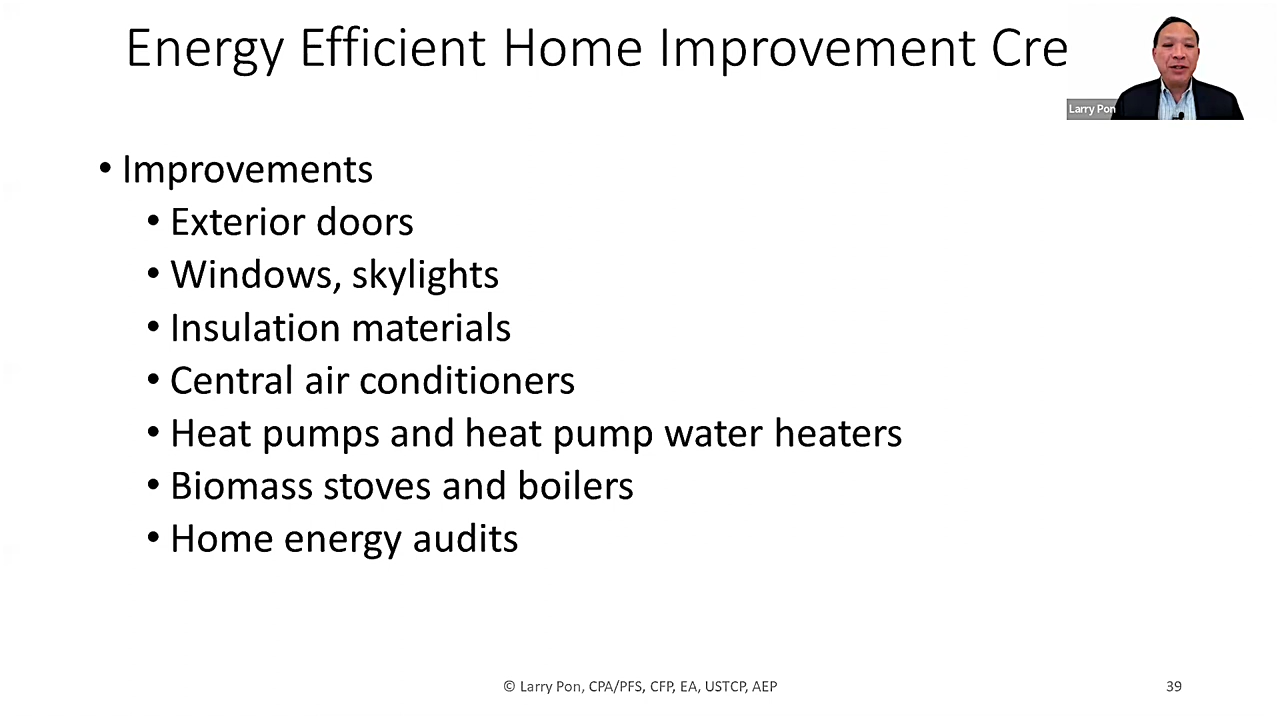 Energy Efficient Home Improvement Cre
Larry Pon
• Improvements
• Exterior doors
• Windows, skylights
• Insulation materials
• Central air conditioners
• Heat pumps and heat pump water heaters
• Biomass stoves and boilers
• Home energy audits
© Larry Pon, CPA/PFS, CFP, EA, USTCP, AEP
39